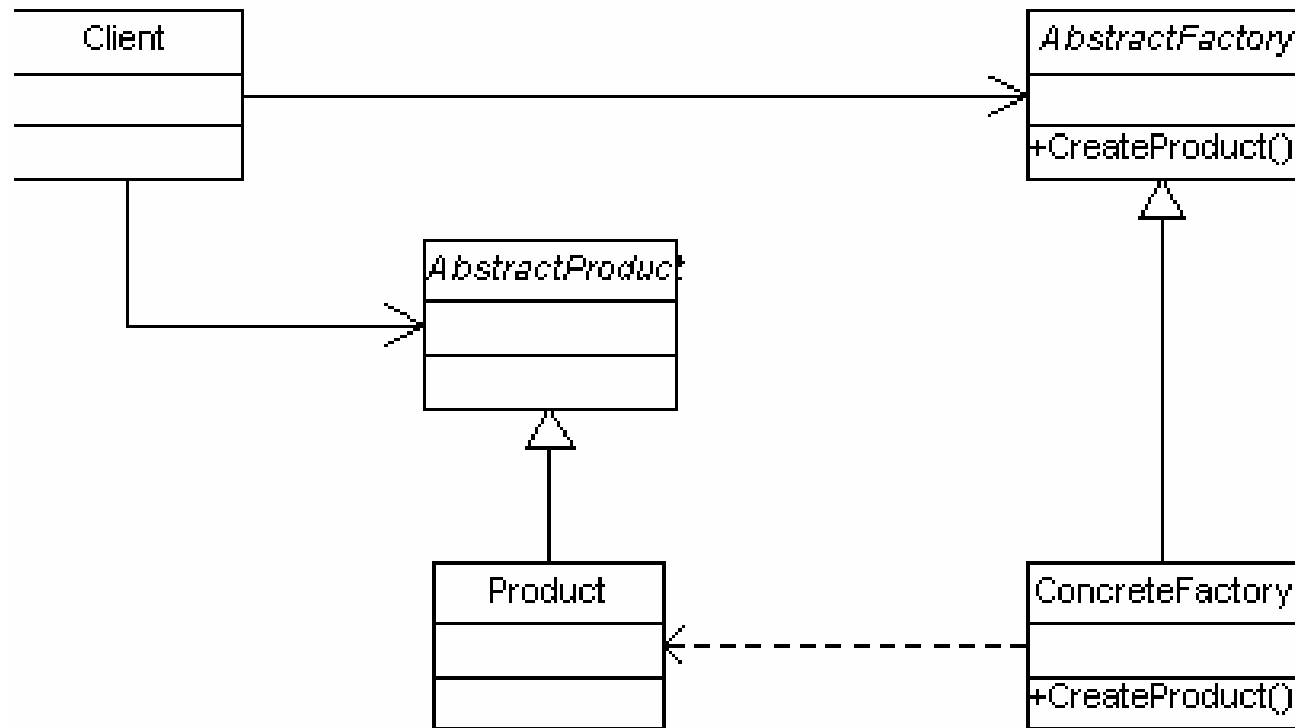 Client
AbstractFactory
+CreateProduct()
AbstractProduct
Product
ConcreteFactory
+CreateProduct()